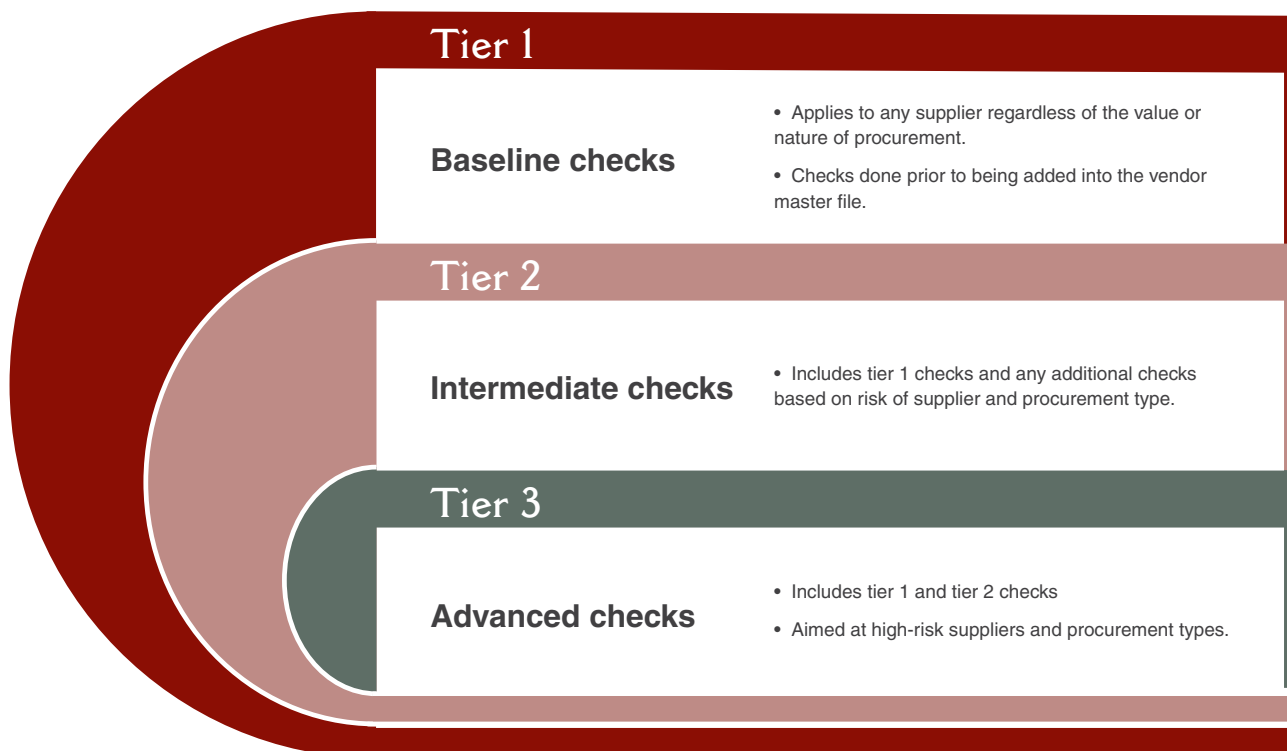 Tier 1
Baseline checks
• Applies to any supplier regardless of the value or
nature of procurement.
• Checks done prior to being added into the vendor
master file.
Tier 2
Intermediate checks
• Includes tier 1 checks and any additional checks
based on risk of supplier and procurement type.
Tier 3
Advanced checks
• Includes tier 1 and tier 2 checks
• Aimed at high-risk suppliers and procurement types.